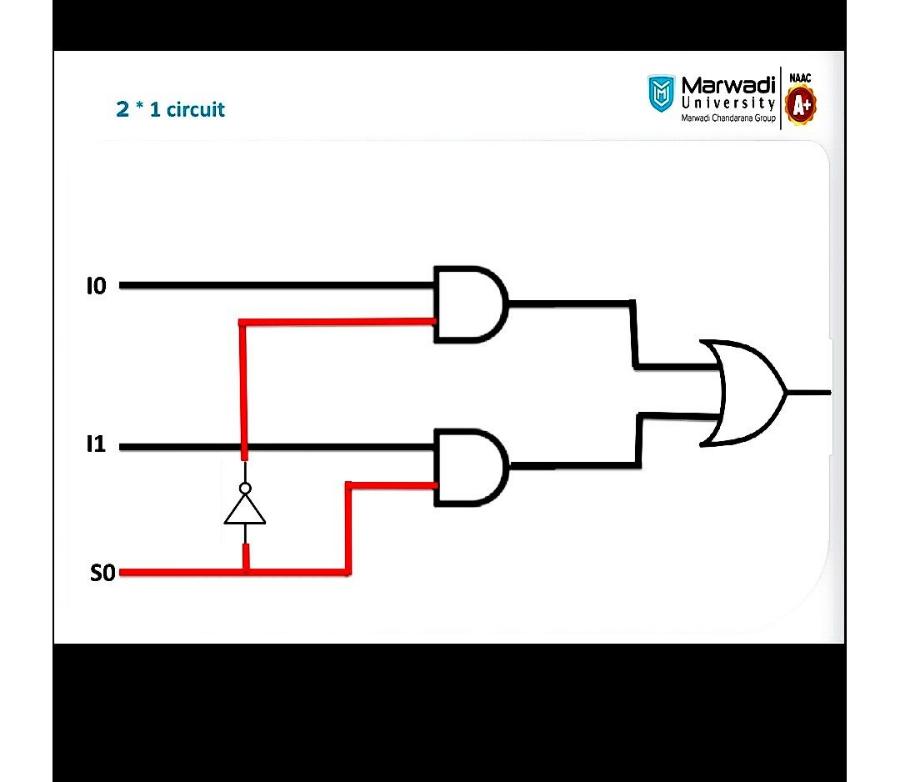 2 * 1 circuit
Marwadi
University
Marwadi Chandarana Group
NAAC
A+
I0
I1
S0